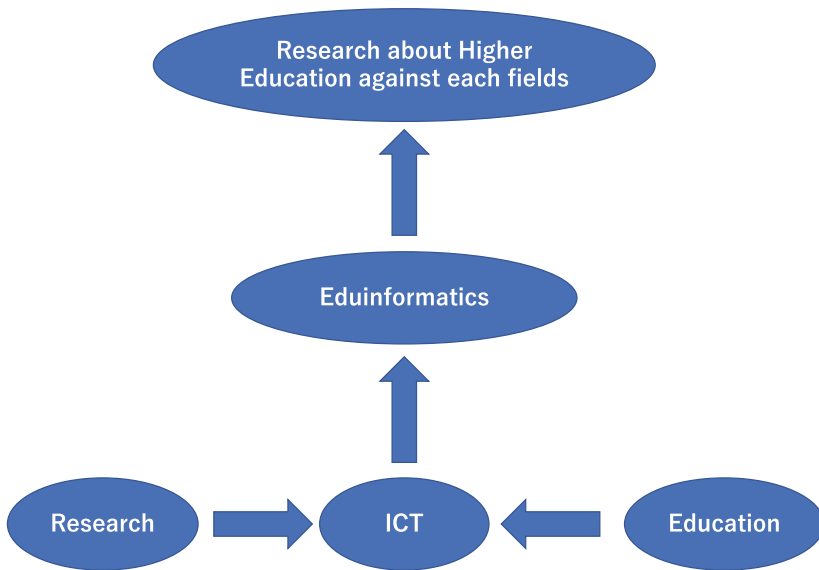 Research about Higher
Education against each fields
Eduinformatics
Research
ICT
Education